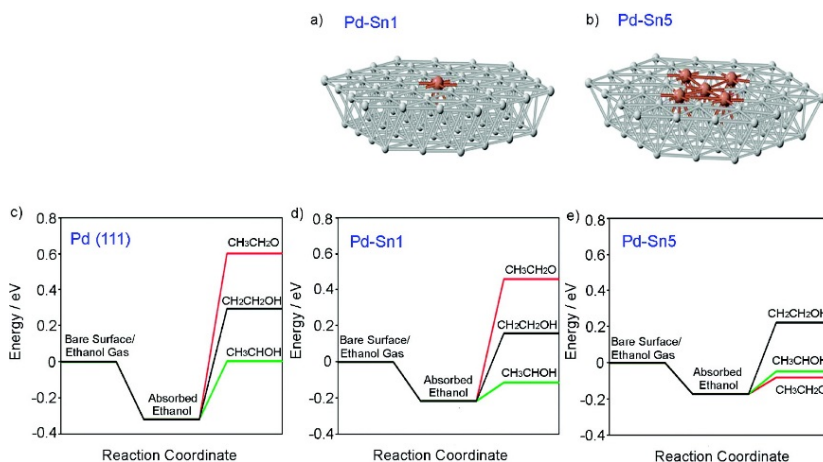 a) Pd-Sn1
b) Pd-Sn5
c)
Pd (111)
Energy / eV
0.8
0.6
0.4
0.2
0
-0.2
-0.4
CH₃CH₂O
CH₂CH₂OH
CH₃CHOH
Bare Surface/
Ethanol Gas
Absorbed
Ethanol
Reaction Coordinate
d)
Pd-Sn1
Energy / eV
0.8
0.6
0.4
0.2
0
-0.2
-0.4
CH₃CH₂O
CH₂CH₂OH
CH₃CHOH
Bare Surface/
Ethanol Gas
Absorbed
Ethanol
Reaction Coordinate
e)
Pd-Sn5
Energy / eV
0.8
0.6
0.4
0.2
0
-0.2
-0.4
CH₂CH₂OH
CH₃CHOH
CH₃CH₂O
Bare Surface/
Ethanol Gas
Absorbed
Ethanol
Reaction Coordinate